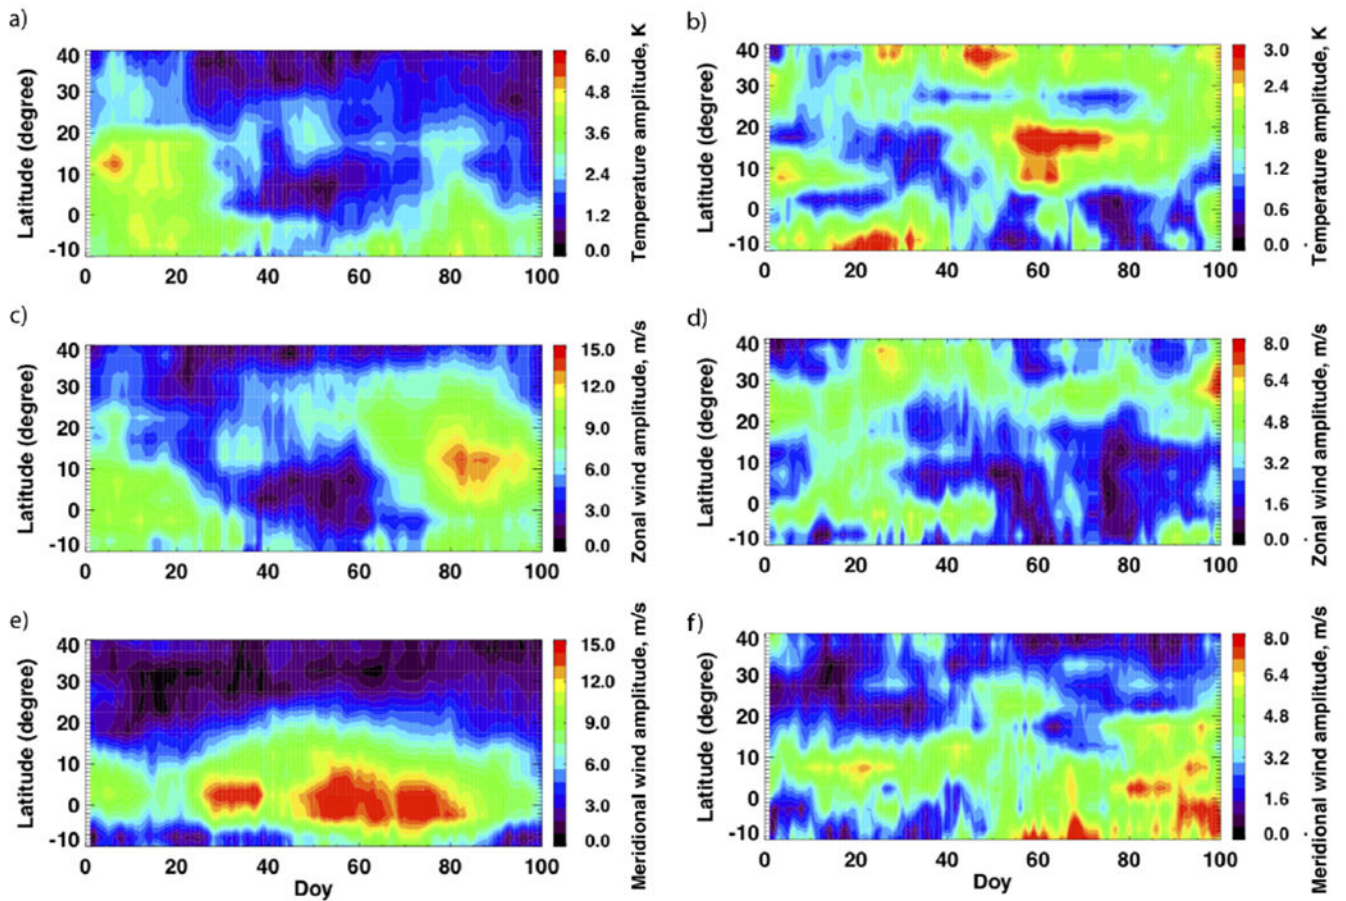 a)
40
30
20
10
0
-10
Latitude (degree)
0 20 40 60 80 100
6.0
4.8
3.6
2.4
1.2
0.0
Temperature amplitude, K
b)
40
30
20
10
0
-10
Latitude (degree)
0 20 40 60 80 100
3.0
2.4
1.8
1.2
0.6
0.0
Temperature amplitude, K
c)
40
30
20
10
0
-10
Latitude (degree)
0 20 40 60 80 100
15.0
12.0
9.0
6.0
3.0
0.0
Zonal wind amplitude, m/s
d)
40
30
20
10
0
-10
Latitude (degree)
0 20 40 60 80 100
8.0
6.4
4.8
3.2
1.6
0.0
Zonal wind amplitude, m/s
e)
40
30
20
10
0
-10
Latitude (degree)
0 20 40 60 80 100
Doy
15.0
12.0
9.0
6.0
3.0
0.0
Meridional wind amplitude, m/s
f)
40
30
20
10
0
-10
Latitude (degree)
0 20 40 60 80 100
Doy
8.0
6.4
4.8
3.2
1.6
0.0
Meridional wind amplitude, m/s